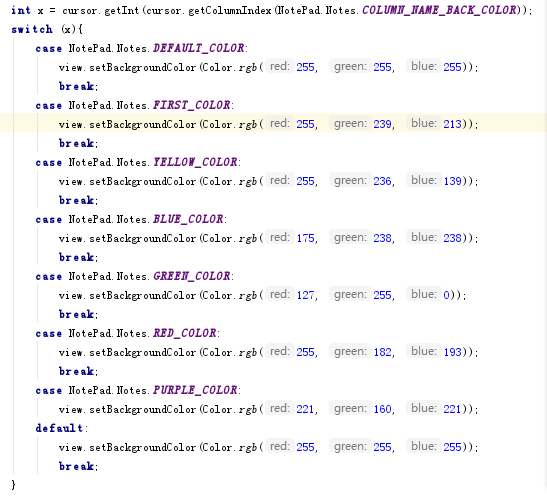 int x = cursor.getInt(cursor.getColumnIndex(NotePad.Notes.COLUMN_NAME_BACK_COLOR));
switch (x){
    case NotePad.Notes.DEFAULT_COLOR:
        view.setBackgroundColor(Color.rgb( red: 255,  green: 255,  blue: 255));
        break;
    case NotePad.Notes.FIRST_COLOR:
        view.setBackgroundColor(Color.rgb( red: 255,  green: 239,  blue: 213));
        break;
    case NotePad.Notes.YELLOW_COLOR:
        view.setBackgroundColor(Color.rgb( red: 255,  green: 236,  blue: 139));
        break;
    case NotePad.Notes.BLUE_COLOR:
        view.setBackgroundColor(Color.rgb( red: 175,  green: 238,  blue: 238));
        break;
    case NotePad.Notes.GREEN_COLOR:
        view.setBackgroundColor(Color.rgb( red: 127,  green: 255,  blue: 0));
        break;
    case NotePad.Notes.RED_COLOR:
        view.setBackgroundColor(Color.rgb( red: 255,  green: 182,  blue: 193));
        break;
    case NotePad.Notes.PURPLE_COLOR:
        view.setBackgroundColor(Color.rgb( red: 221,  green: 160,  blue: 221));
    default:
        view.setBackgroundColor(Color.rgb( red: 255,  green: 255,  blue: 255));
        break;
}